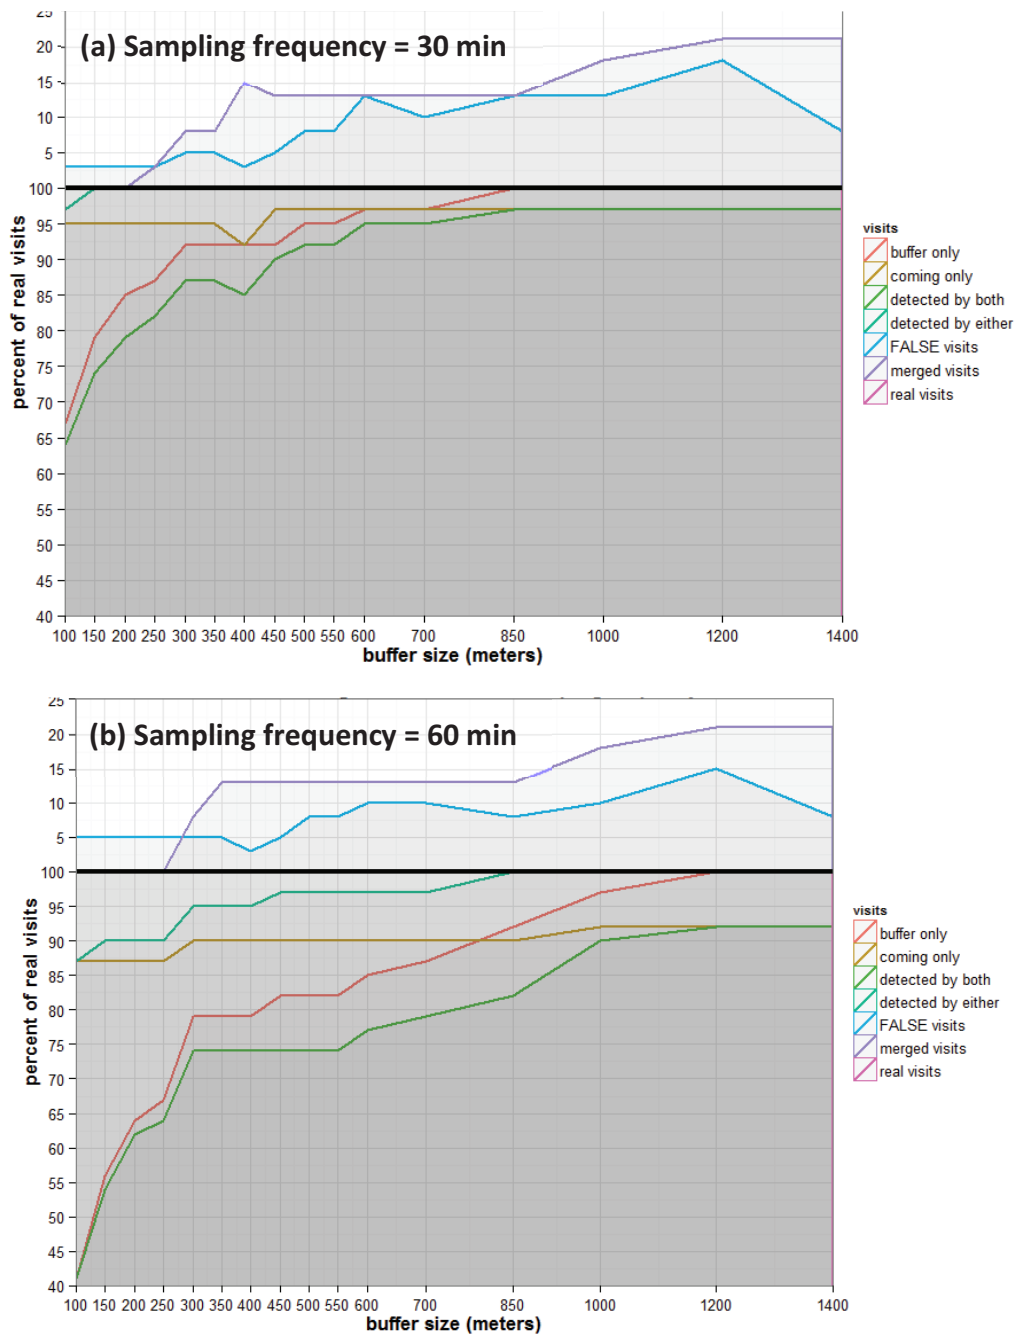 (a) Sampling frequency = 30 min
25
20
15
10
5
100
95
90
85
80
75
70
65
60
55
50
45
40
percent of real visits
100 150 200 250 300 350 400 450 500 550 600 700 850 1000 1200 1400
buffer size (meters)
visits
buffer only
coming only
detected by both
detected by either
FALSE visits
merged visits
real visits
(b) Sampling frequency = 60 min
25
20
15
10
5
100
95
90
85
80
75
70
65
60
55
50
45
40
percent of real visits
100 150 200 250 300 350 400 450 500 550 600 700 850 1000 1200 1400
buffer size (meters)
visits
buffer only
coming only
detected by both
detected by either
FALSE visits
merged visits
real visits